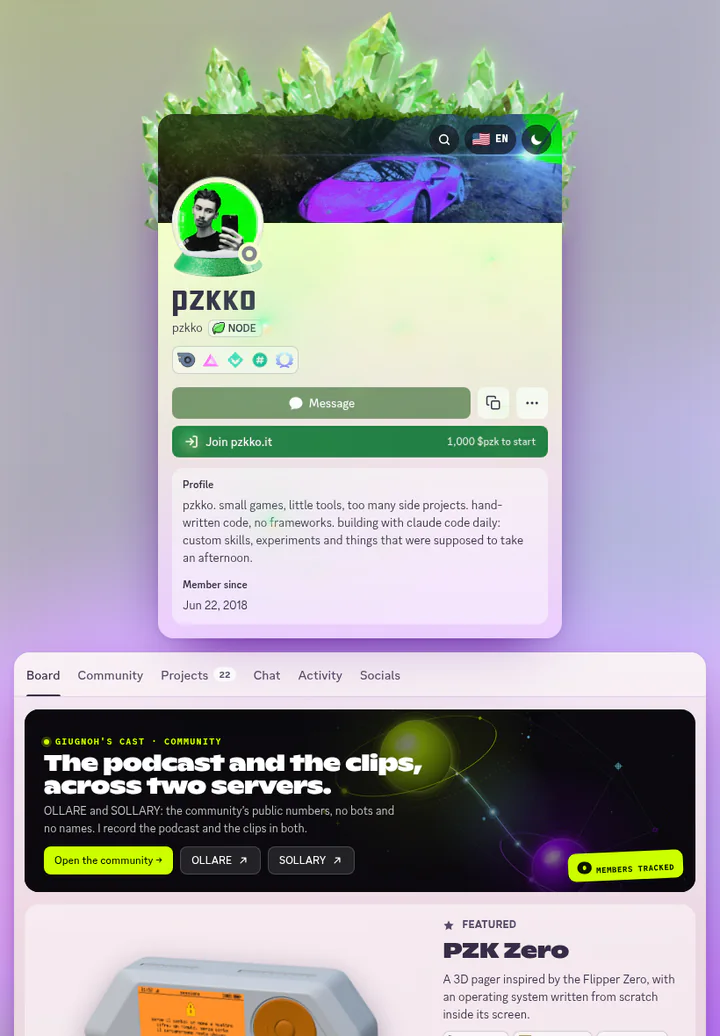 EN
pzkko
pzkko NODE
Message
Join pzkko.it 1,000 $pzk to start
Profile
pzkko. small games, little tools, too many side projects. hand-
written code, no frameworks. building with claude code daily:
custom skills, experiments and things that were supposed to take
an afternoon.
Member since
Jun 22, 2018
Board Community Projects 22 Chat Activity Socials
GIUGNOH'S CAST · COMMUNITY
The podcast and the clips,
across two servers.
OLLARE and SOLLARY: the community's public numbers, no bots and
no names. I record the podcast and the clips in both.
Open the community → OLLARE ↗ SOLLARY ↗
0 MEMBERS TRACKED
FEATURED
PZK Zero
A 3D pager inspired by the Flipper Zero, with
an operating system written from scratch
inside its screen.